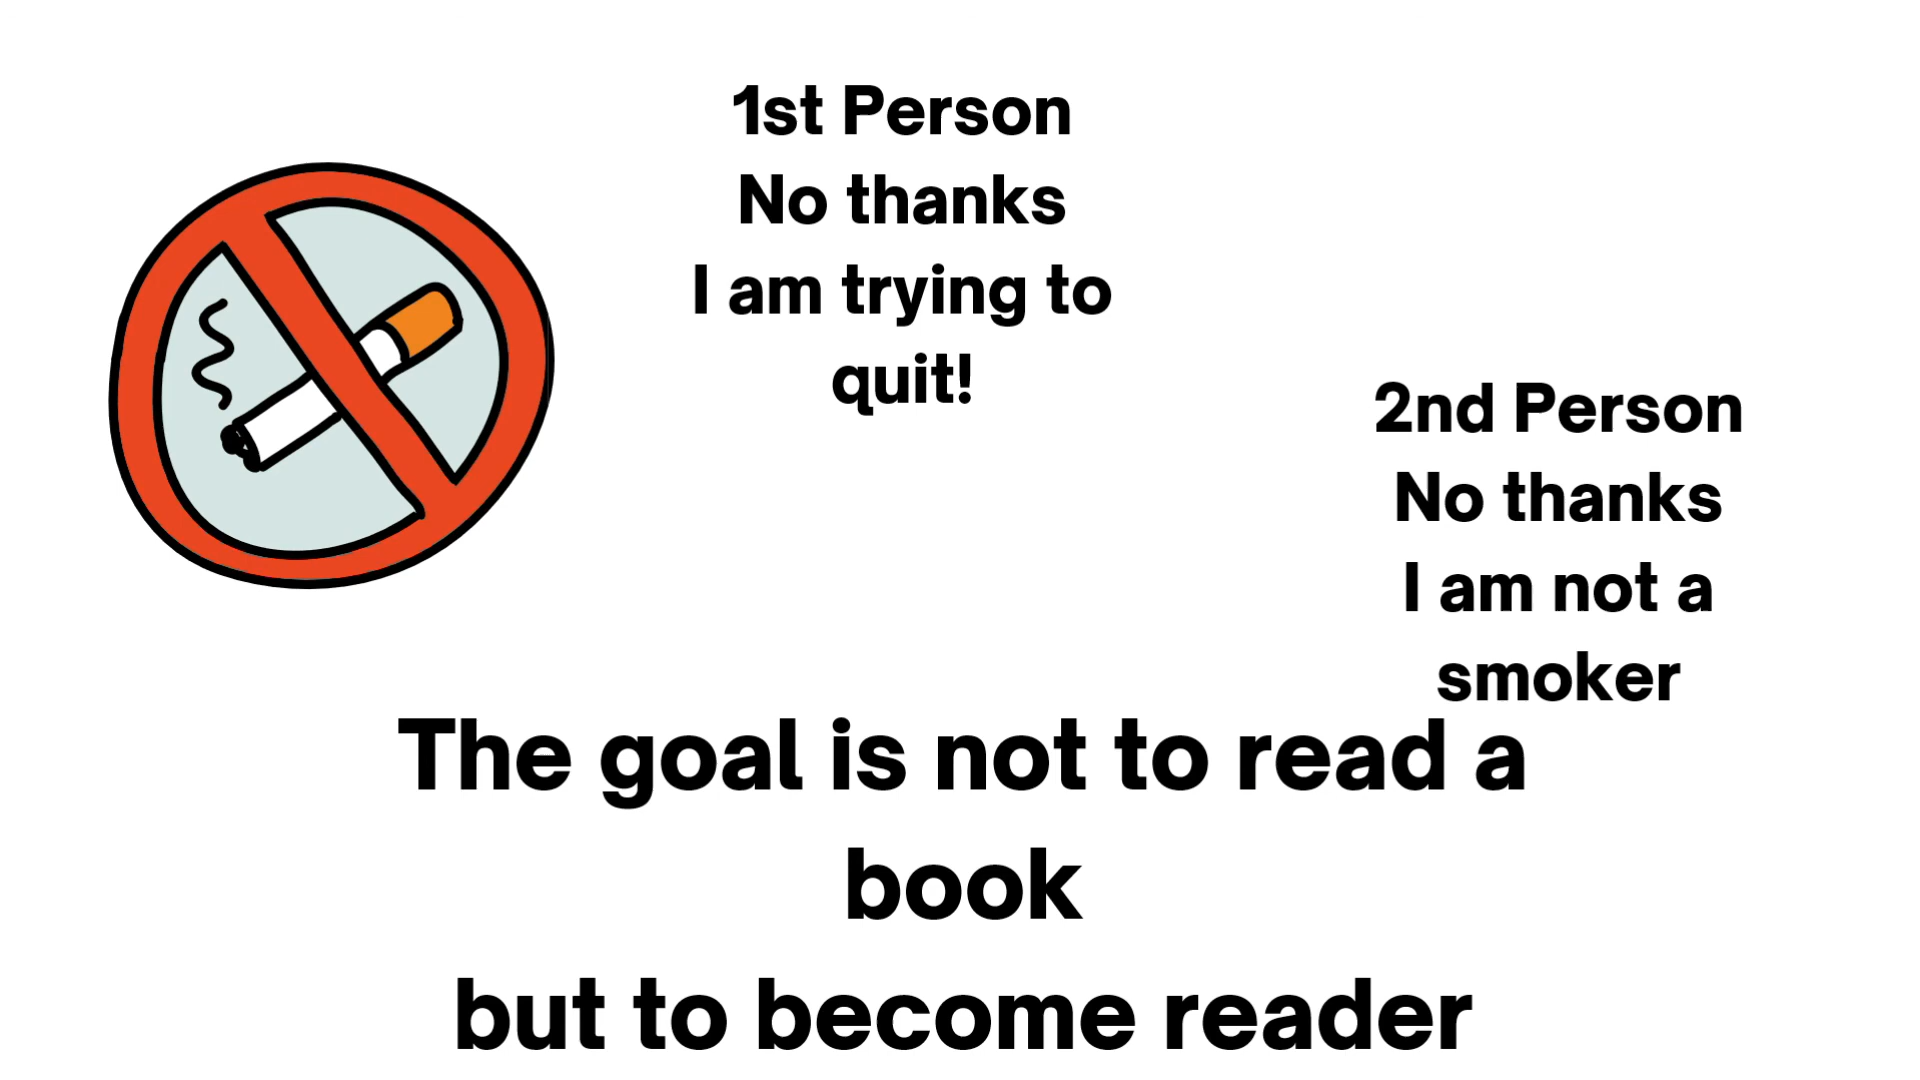 1st Person
No thanks
I am trying to
quit!
2nd Person
No thanks
I am not a
smoker
The goal is not to read a
book
but to become reader